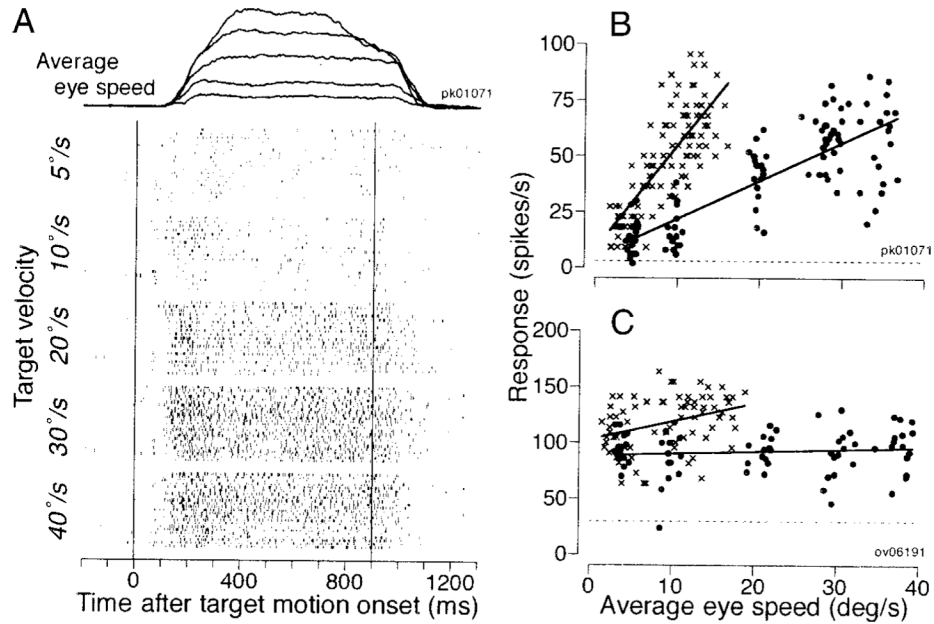 A
Average
eye speed
pk01071
Target velocity
5°/s
10°/s
20°/s
30°/s
40°/s
0 400 800 1200
Time after target motion onset (ms)
B
100
75
50
25
0
pk01071
Response (spikes/s)
C
200
150
100
50
0
ov06191
0 10 20 30 40
Average eye speed (deg/s)